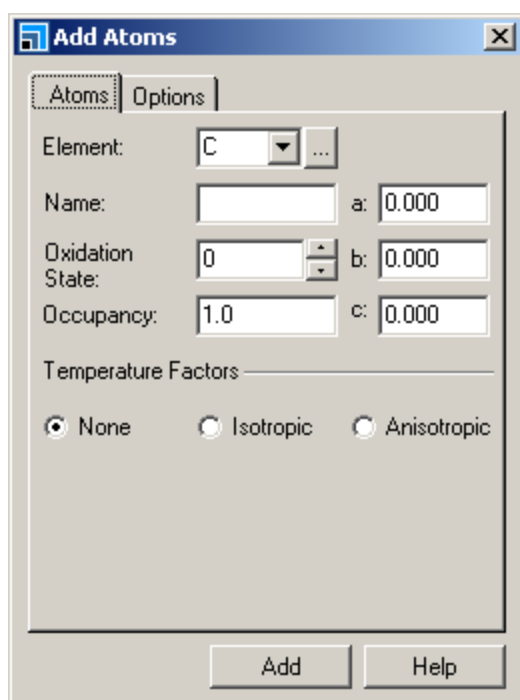 Add Atoms
Atoms Options
Element: C ...
Name: a: 0.000
Oxidation State: 0 b: 0.000
Occupancy: 1.0 c: 0.000
Temperature Factors
None Isotropic Anisotropic
Add Help